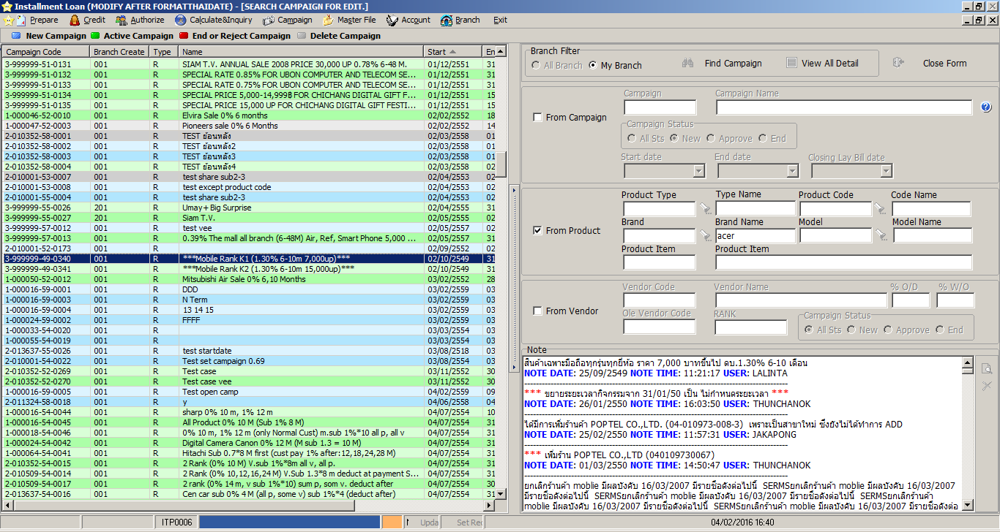 Installment Loan (MODIFY AFTER FORMATTHAIDATE) - [SEARCH CAMPAIGN FOR EDIT.]
Prepare Credit Authorize Calculate&Inquiry Campaign Master File Account Branch Exit
New Campaign Active Campaign End or Reject Campaign Delete Campaign
Campaign Code Branch Create Type Name Start En
3-999999-51-0131 001 R SIAM T.V. ANNUAL SALE 2008 PRICE 30,000 UP 0.78% 6-48 M. 01/12/2551 31
3-999999-51-0132 001 R SPECIAL RATE 0.85% FOR UBON COMPUTER AND TELECOM SE... 01/12/2551 31
3-999999-51-0133 001 R SPECIAL RATE 0.75% FOR UBON COMPUTER AND TELECOM SE... 01/12/2551 31
3-999999-51-0134 001 R SPECIAL PRICE 5,000-14,999฿ FOR CHICHANG DIGITAL GIFT F... 01/12/2551 15
3-999999-51-0135 001 R SPECIAL PRICE 15,000 UP FOR CHICHANG DIGITAL GIFT FESTI... 01/12/2551 15
1-000046-52-0010 001 R Elvira Sale 0% 6 months 02/02/2552 18
1-000047-52-0003 001 R Pioneers sale 0% 6 Months 02/02/2552 14
2-010352-58-0001 001 R TEST ย้อนหลัง 02/03/2558 01
2-010352-58-0002 001 R TEST ย้อนหลัง2 02/03/2558 02
2-010352-58-0003 001 R TEST ย้อนหลัง3 02/03/2558 02
2-010352-58-0004 001 R TEST ย้อนหลัง4 02/03/2558 02
2-010001-53-0007 001 R test share sub2-3 02/04/2553 02
2-010001-53-0008 001 R test except product code 02/04/2553 02
2-010001-55-0004 001 R test share sub2-3 02/04/2553 02
3-999999-55-0026 201 R Umay+ Big Surprise 02/04/2555 31
3-999999-55-0027 201 R Siam T.V. 02/05/2555 02
3-999999-57-0012 001 R test vee 02/05/2557 02
3-999999-57-0013 001 R 0.39% The mall all branch (6-48M) Air, Ref, Smart Phone 5,000 ... 02/05/2557 31
2-010001-52-0173 001 R 02/09/2552 02
3-999999-49-0340 001 R ***Mobile Rank K1 (1.30% 6-10m 7,000up)*** 02/10/2549 31
3-999999-49-0341 001 R ***Mobile Rank K2 (1.30% 6-10m 15,000up)*** 02/10/2549 31
1-000050-52-0012 001 R Mitsubishi Air Sale 0% 6,10 Months 03/02/2552 28
1-000016-59-0001 001 R DDD 03/02/2559 03
1-000016-59-0003 001 R N Term 03/02/2559 03
1-000016-59-0004 001 R 13 14 15 03/02/2559 03
1-000024-59-0002 001 R FFFF 03/02/2559 03
1-000033-54-0020 001 R 03/03/2554 03
1-000055-54-0019 001 R 03/03/2554 03
2-013637-55-0026 001 R test startdate 03/08/2518 03
2-010001-54-0022 001 R Test set campaign 0.69 03/08/2554 03
2-010352-52-0269 001 R Test case 03/11/2552 30
2-010352-52-0270 001 R Test case vee 03/11/2552 30
1-000016-59-0005 001 R Test open camp 04/02/2559 09
2-011324-58-0018 001 R y 04/06/2558 04
1-000016-54-0044 001 R sharp 0% 10 m, 1% 12 m 04/07/2554 10
1-000016-54-0045 001 R All Product 0% 10 M (Sub 1% 8 M) 04/07/2554 31
1-000018-54-0046 001 R 0% 10 m, 1% 12 m (only Normal Cust) m.sub 1%*10 all p, all v 04/07/2554 31
1-000024-54-0042 001 R Digital Camera Canon 0% 12 M (M sub 1.3 = 10 M) 04/07/2554 31
1-000064-54-0041 001 R Hitachi Sub 0.7*8 M first (cust pay 1% after:12,18,24,28 M) 04/07/2554 31
2-010352-54-0015 001 R 2 Rank (0% 10 M) V.sub 1%*8m all v, all p. 04/07/2554 31
2-010509-54-0014 001 R 2 Rank (0% 10,12,16,24 M) V.Sub 1.3*8 m deduct at payment S... 04/07/2554 31
2-010509-54-0017 001 R 2 rank (0% 14 m, v sub 1%*10) sum p, som v. deduct after 04/07/2554 30
2-013637-54-0016 001 R Cen car sub 0% 4 M (all p, some v) sub 1%*4 (deduct after) 04/07/2554 31
Branch Filter
All Branch My Branch Find Campaign View All Detail Close Form
Campaign Campaign Name
From Campaign
Campaign Status
All Sts New Approve End
Start date End date Closing Lay Bill date
Product Type Type Name Product Code Code Name
Brand Brand Name Model Model Name
From Product
acer
Product Item Product Item
Vendor Code Vendor Name % O/D % W/O
From Vendor
Ole Vendor Code RANK Campaign Status
All Sts New Approve End
Note
สินค้าเฉพาะมือถือทุกรุ่นทุกยี่ห้อ ราคา 7,000 บาทขึ้นไป ดบ.1.30% 6-10 เดือน
NOTE DATE: 25/09/2549 NOTE TIME: 11:21:17 USER: LALINTA
*** ขยายระยะเวลากิจกรรมจาก 31/01/50 เป็น ไม่กำหนดระยะเวลา ***
NOTE DATE: 26/01/2550 NOTE TIME: 16:03:50 USER: THUNCHANOK
ได้มีการเพิ่มร้านค้า POPTEL CO.,LTD. (04-010973-008-3) เพราะเป็นสาขาใหม่ ซึ่งยังไม่ได้ทำการ ADD
NOTE DATE: 25/02/2550 NOTE TIME: 11:57:31 USER: JAKAPONG
*** เพิ่มร้าน POPTEL CO.,LTD (040109730067)
NOTE DATE: 01/03/2550 NOTE TIME: 14:50:47 USER: THUNCHANOK
ยกเลิกร้านค้า moblie มีผลบังคับ 16/03/2007 มีรายชื่อดังต่อไปนี้ SERMSยกเลิกร้านค้า moblie มีผลบังคับ 16/03/2007
มีรายชื่อดังต่อไปนี้ SERMSยกเลิกร้านค้า moblie มีผลบังคับ 16/03/2007 มีรายชื่อดังต่อไปนี้ SERMSยกเลิกร้านค้า
moblie มีผลบังคับ 16/03/2007 มีรายชื่อดังต่อไปนี้ SERMSยกเลิกร้านค้า moblie มีผลบังคับ 16/03/2007 มีรายชื่อดังต่อ
ITP0006 Upda Set Rec 04/02/2016 16:40